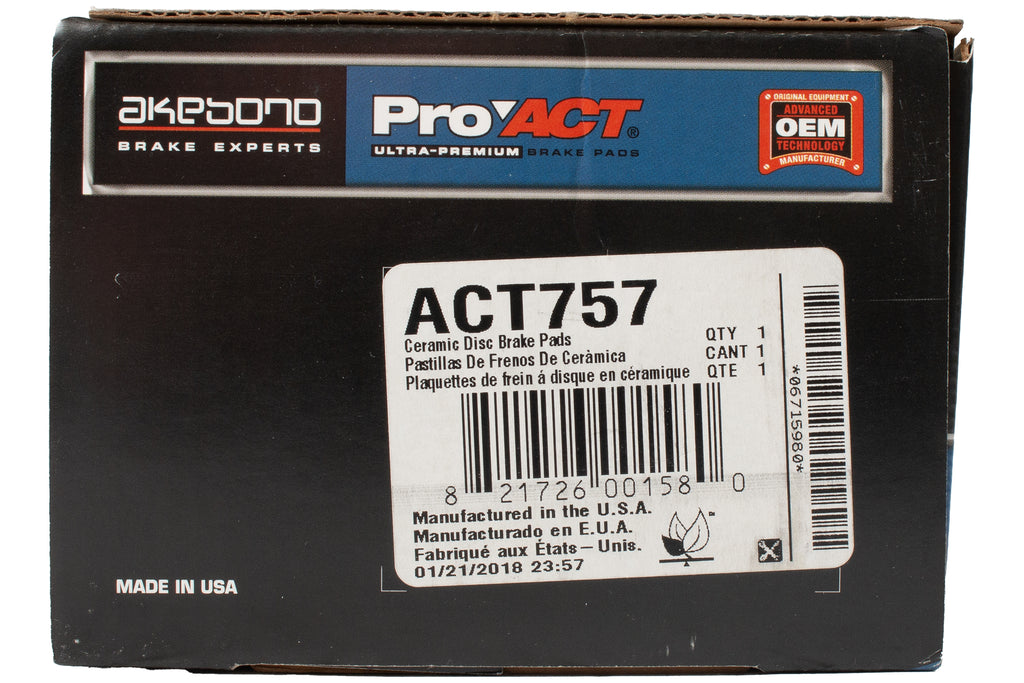 akebono
BRAKE EXPERTS
ProACT®
ULTRA-PREMIUM BRAKE PADS
ORIGINAL EQUIPMENT
ADVANCED
OEM
TECHNOLOGY
MANUFACTURER
ACT757
Ceramic Disc Brake Pads
Pastillas De Frenos De Ceràmica
Plaquettes de frein á disque en céramique
QTY 1
CANT 1
QTE 1
8 21726 00158 0
Manufactured in the U.S.A.
Manufacturado en E.U.A.
Fabriqué aux États-Unis.
01/21/2018 23:57
*06715980*
MADE IN USA